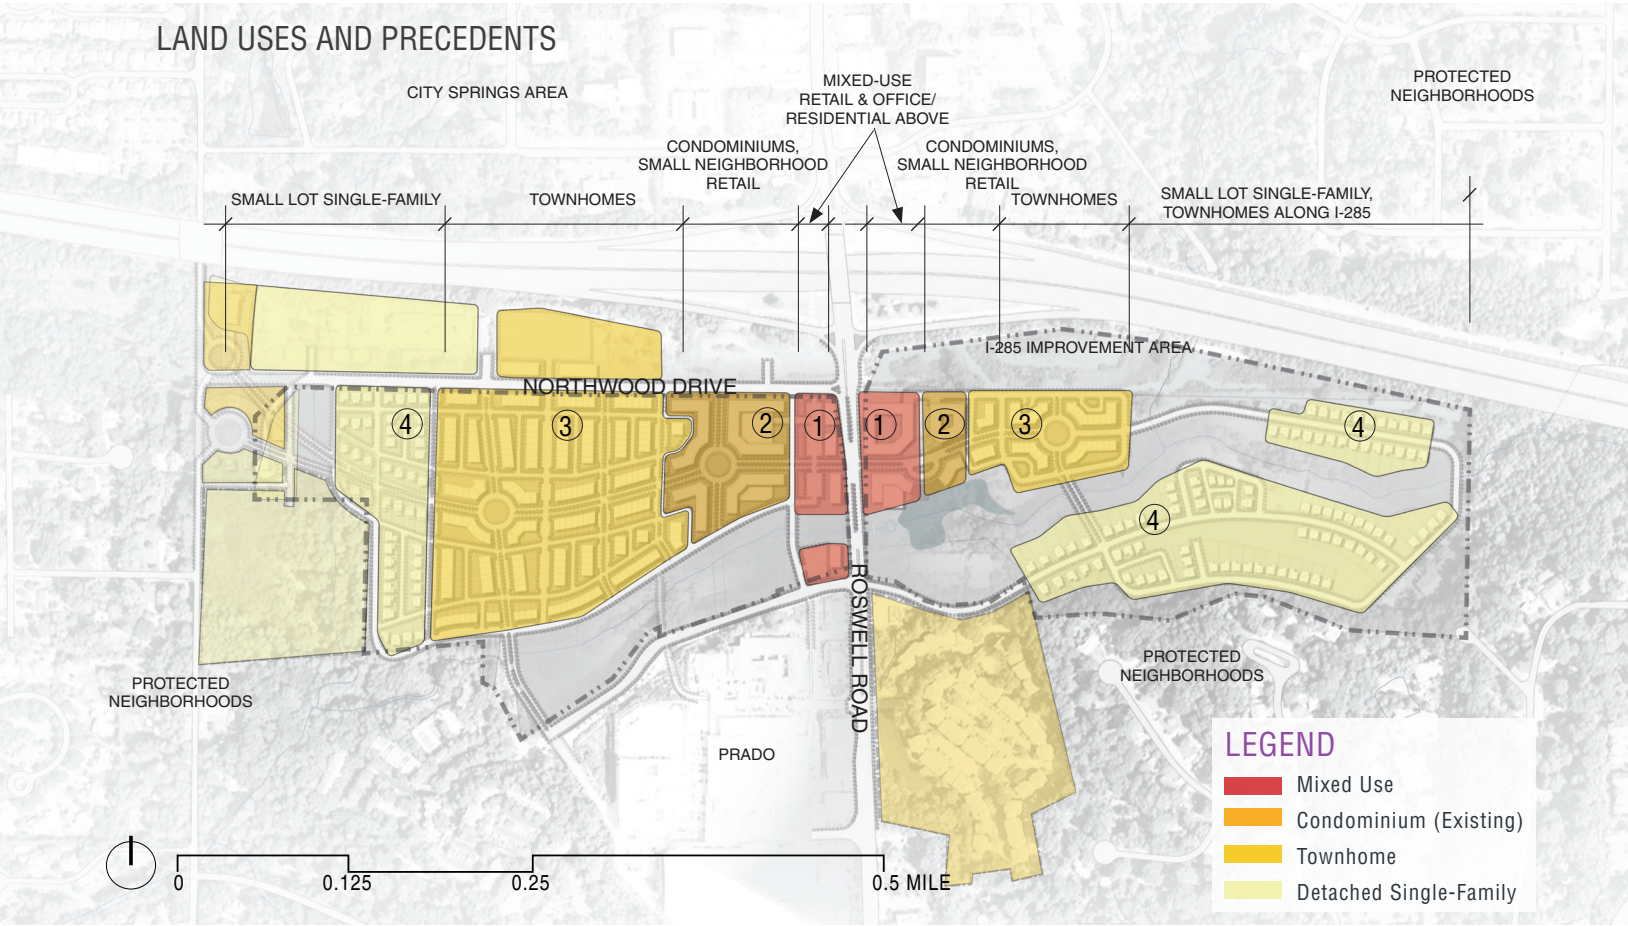 LAND USES AND PRECEDENTS
CITY SPRINGS AREA
MIXED-USE
RETAIL & OFFICE/
RESIDENTIAL ABOVE
PROTECTED
NEIGHBORHOODS
CONDOMINIUMS,
SMALL NEIGHBORHOOD
RETAIL
CONDOMINIUMS,
SMALL NEIGHBORHOOD
RETAIL
SMALL LOT SINGLE-FAMILY
TOWNHOMES
TOWNHOMES
SMALL LOT SINGLE-FAMILY,
TOWNHOMES ALONG I-285
I-285 IMPROVEMENT AREA
NORTHWOOD DRIVE
4
3
2
1
1
2
3
4
4
ROSWELL ROAD
PROTECTED
NEIGHBORHOODS
PROTECTED
NEIGHBORHOODS
PRADO
LEGEND
Mixed Use
Condominium (Existing)
Townhome
Detached Single-Family
0
0.125
0.25
0.5 MILE